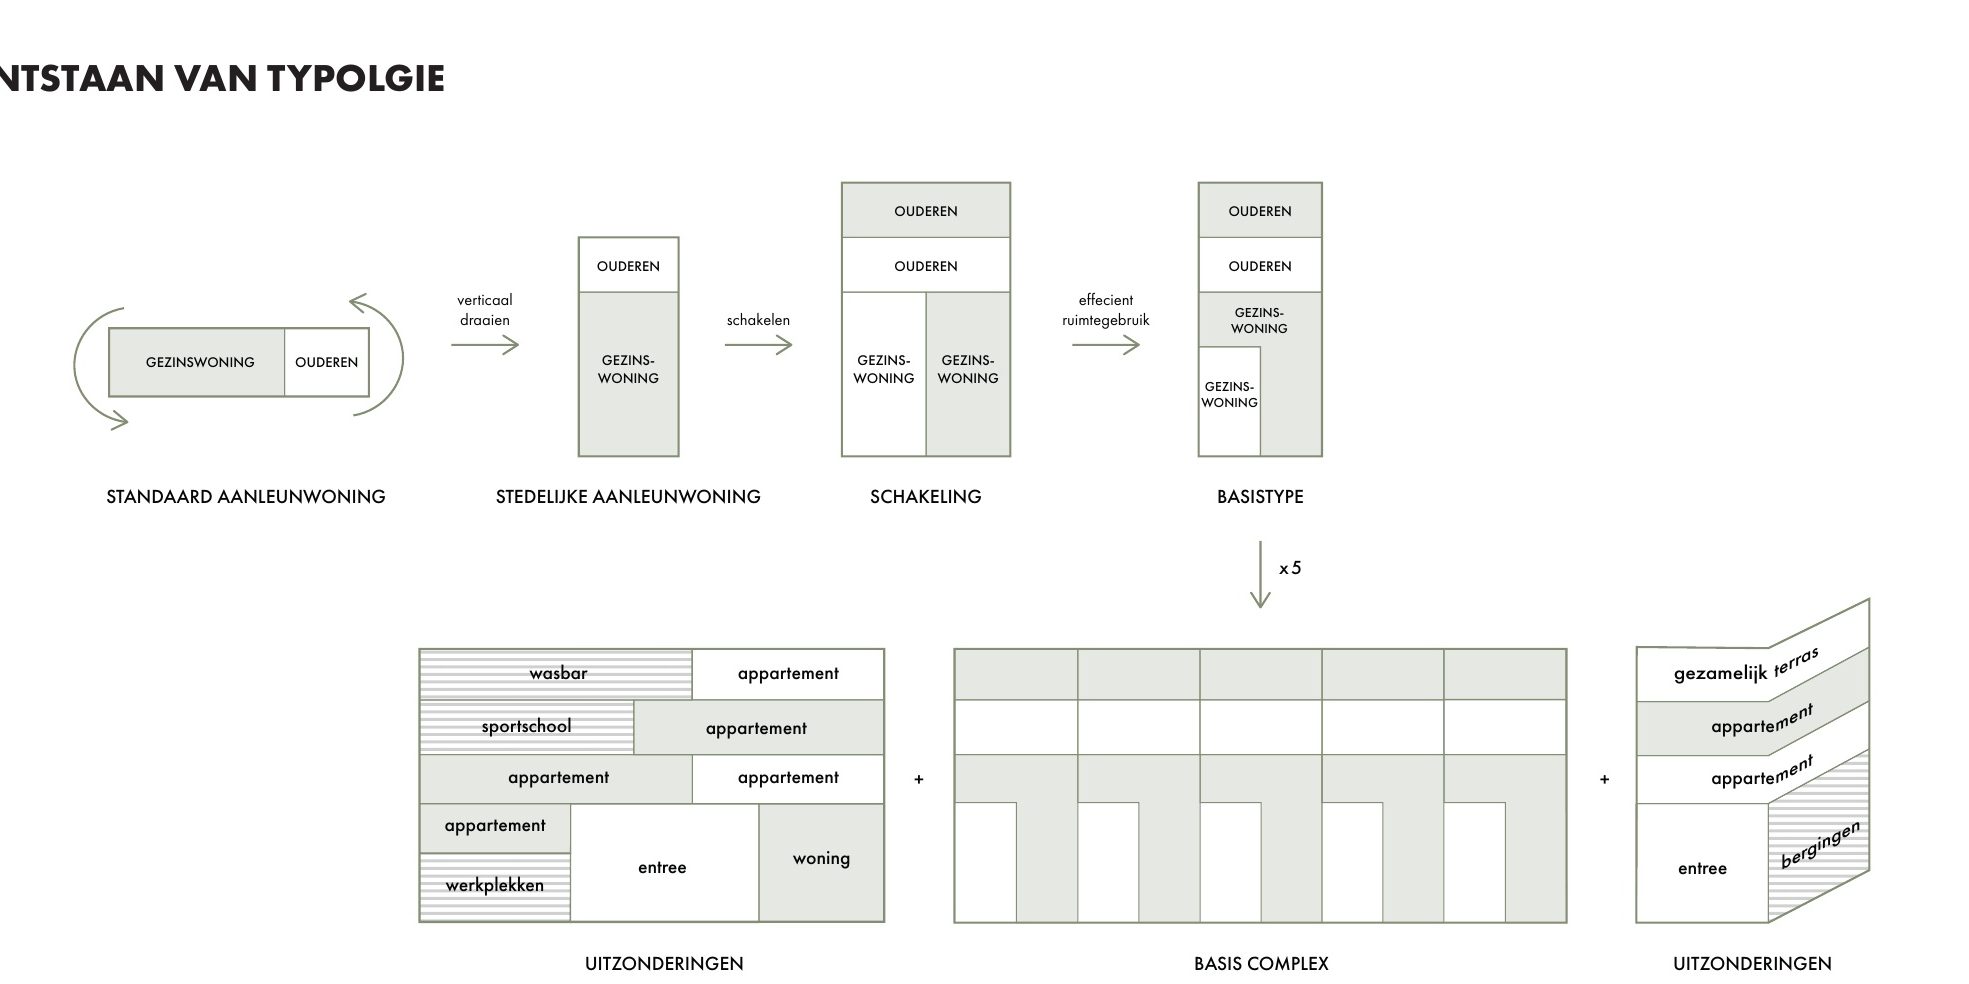 NTSTAAN VAN TYPOLGIE
GEZINSWONING
OUDEREN
STANDAARD AANLEUNWONING
verticaal
draaien
OUDEREN
GEZINS-
WONING
STEDELIJKE AANLEUNWONING
schakelen
OUDEREN
OUDEREN
GEZINS-
WONING
GEZINS-
WONING
SCHAKELING
effecient
ruimtegebruik
OUDEREN
OUDEREN
GEZINS-
WONING
GEZINS-
WONING
BASISTYPE
x 5
wasbar
appartement
sportschool
appartement
appartement
appartement
appartement
werkplekken
entree
woning
UITZONDERINGEN
+
BASIS COMPLEX
+
gezamelijk terras
appartement
appartement
entree
bergingen
UITZONDERINGEN